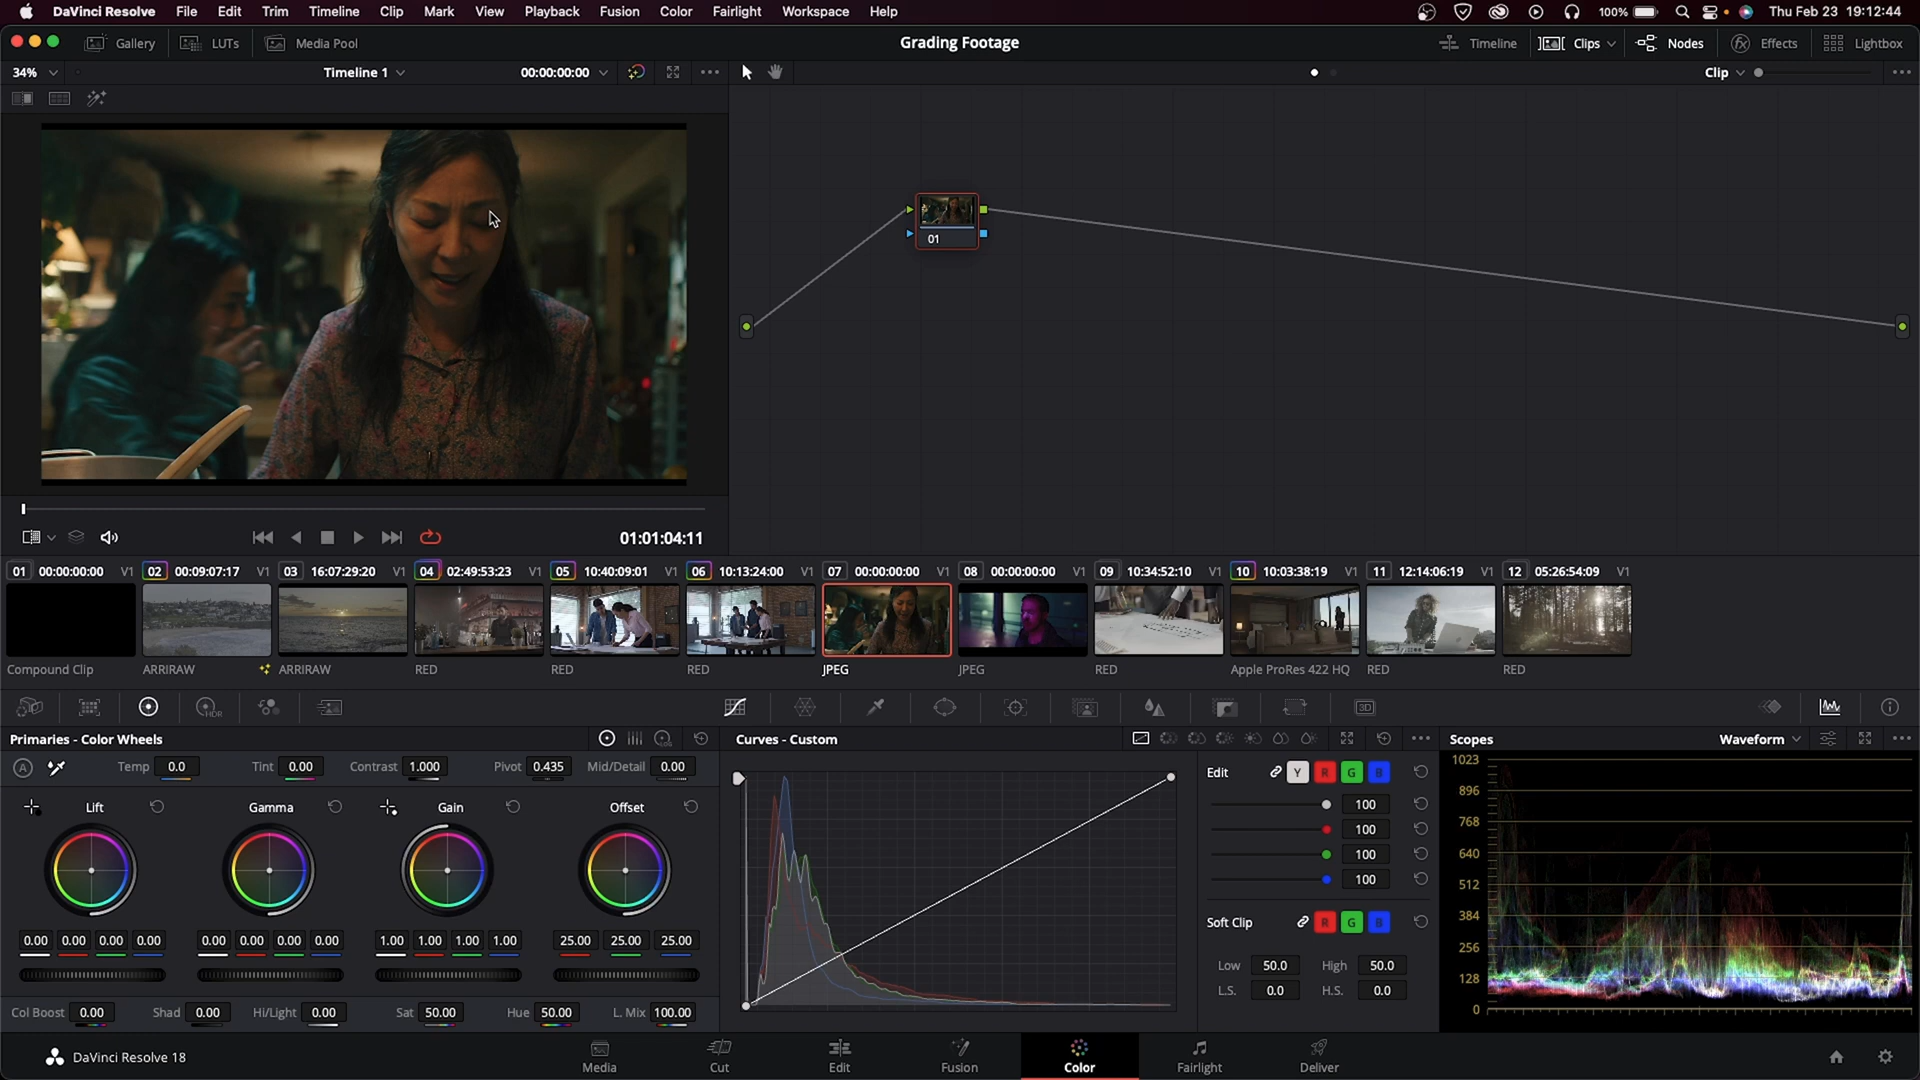 DaVinci Resolve File Edit Trim Timeline Clip Mark View Playback Fusion Color Fairlight Workspace Help 100% Thu Feb 23 19:12:44
Gallery LUTs Media Pool Grading Footage Timeline Clips Nodes Effects Lightbox
34% Timeline 1 00:00:00:00 Clip
01
01:01:04:11
01 00:00:00:00 V1 02 00:09:07:17 V1 03 16:07:29:20 V1 04 02:49:53:23 V1 05 10:40:09:01 V1 06 10:13:24:00 V1 07 00:00:00:00 V1 08 00:00:00:00 V1 09 10:34:52:10 V1 10 10:03:38:19 V1 11 12:14:06:19 V1 12 05:26:54:09 V1
Compound Clip ARRIRAW ARRIRAW RED RED RED JPEG JPEG RED Apple ProRes 422 HQ RED RED
HDR 3D
Primaries - Color Wheels Curves - Custom Scopes Waveform
A Temp 0.0 Tint 0.00 Contrast 1.000 Pivot 0.435 Mid/Detail 0.00
Lift Gamma Gain Offset
0.00 0.00 0.00 0.00 0.00 0.00 0.00 0.00 1.00 1.00 1.00 1.00 25.00 25.00 25.00
Col Boost 0.00 Shad 0.00 Hi/Light 0.00 Sat 50.00 Hue 50.00 L. Mix 100.00
Edit Y R G B
100
100
100
100
Soft Clip R G B
Low 50.0 High 50.0
L.S. 0.0 H.S. 0.0
1023
896
768
640
512
384
256
128
0
DaVinci Resolve 18 Media Cut Edit Fusion Color Fairlight Deliver